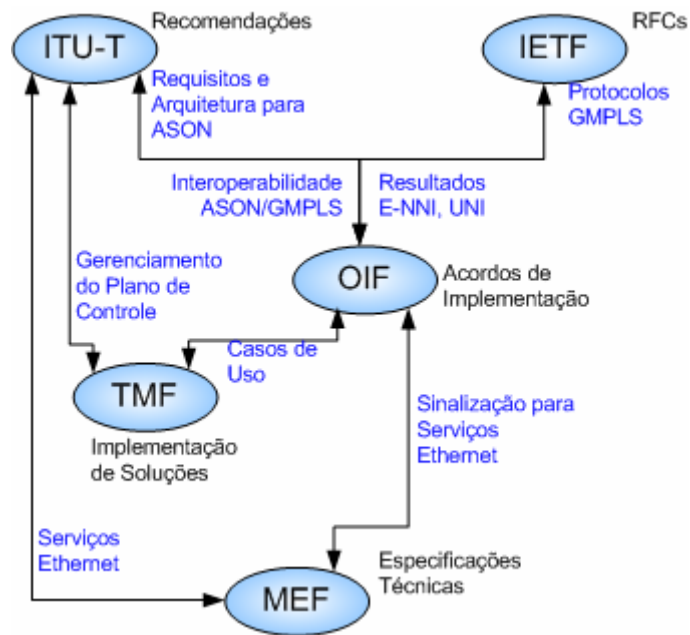 Recomendações
RFCs
ITU-T
IETF
Requisitos e
Arquitetura para
ASON
Protocolos
GMPLS
Interoperabilidade
ASON/GMPLS
Resultados
E-NNI, UNI
Gerenciamento
do Plano de
Controle
OIF
Acordos de
Implementação
Casos de
Uso
TMF
Implementação
de Soluções
Sinalização para
Serviços
Ethernet
Serviços
Ethernet
MEF
Especificações
Técnicas